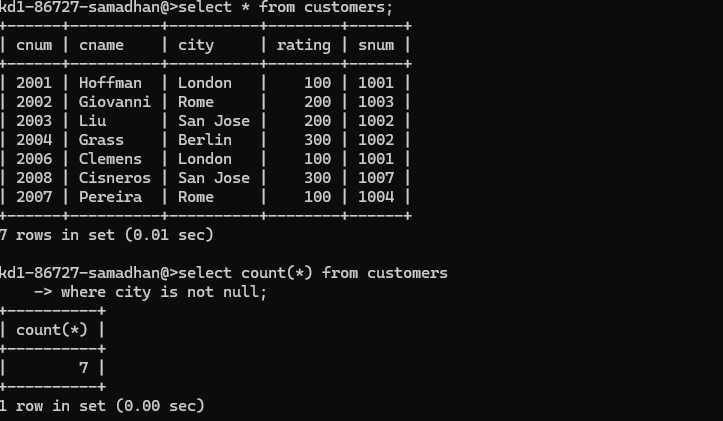 kd1-86727-samadhan@>select * from customers;
+------+----------+----------+--------+------+
| cnum | cname    | city     | rating | snum |
+------+----------+----------+--------+------+
| 2001 | Hoffman  | London   |    100 | 1001 |
| 2002 | Giovanni | Rome     |    200 | 1003 |
| 2003 | Liu      | San Jose |    200 | 1002 |
| 2004 | Grass    | Berlin   |    300 | 1002 |
| 2006 | Clemens  | London   |    100 | 1001 |
| 2008 | Cisneros | San Jose |    300 | 1007 |
| 2007 | Pereira  | Rome     |    100 | 1004 |
+------+----------+----------+--------+------+
7 rows in set (0.01 sec)

kd1-86727-samadhan@>select count(*) from customers
    -> where city is not null;
+----------+
| count(*) |
+----------+
|        7 |
+----------+
1 row in set (0.00 sec)